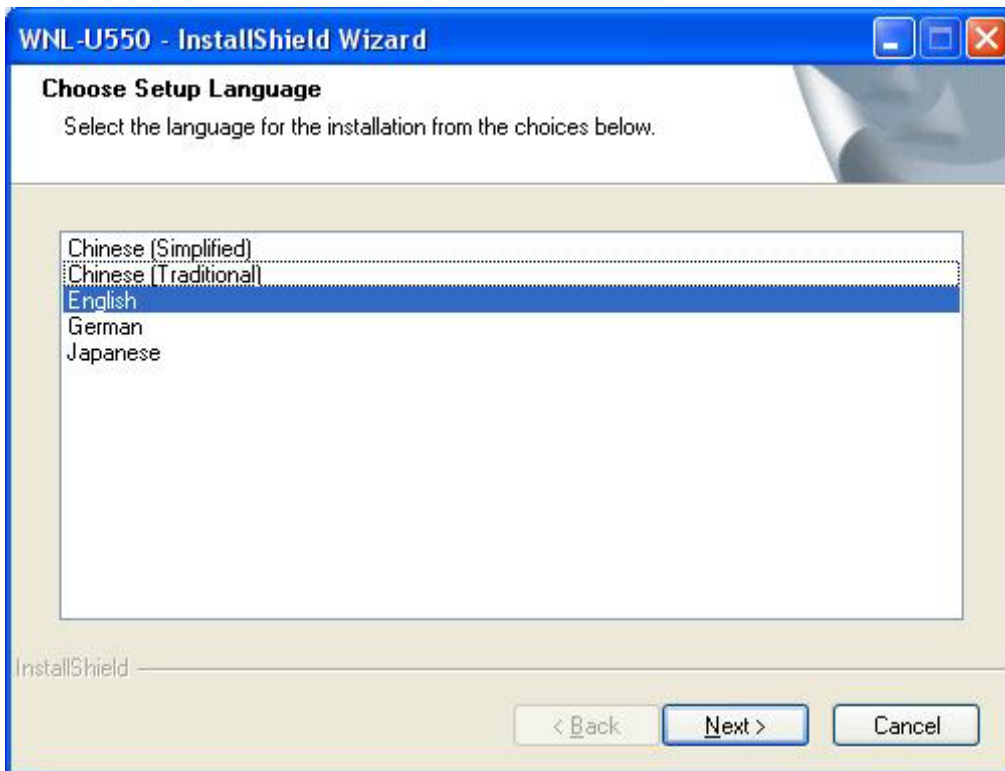 WNL-U550 - InstallShield Wizard
Choose Setup Language
Select the language for the installation from the choices below.
Chinese (Simplified)
Chinese (Traditional)
English
German
Japanese
InstallShield
< Back Next > Cancel